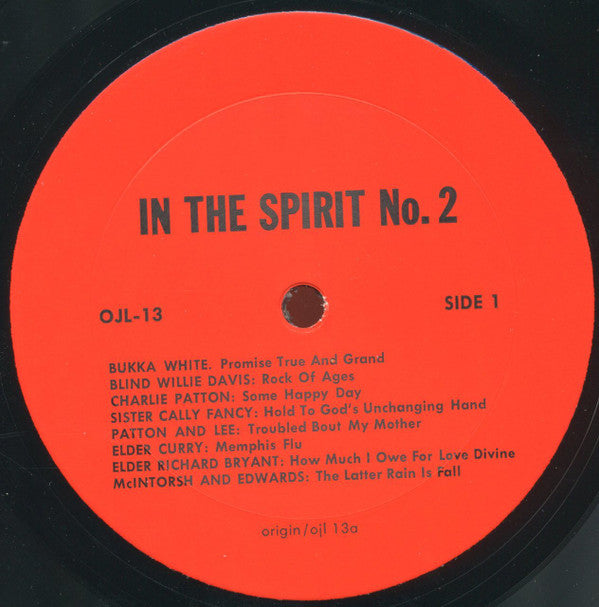 IN THE SPIRIT No. 2
OJL-13
SIDE 1
BUKKA WHITE. Promise True And Grand
BLIND WILLIE DAVIS: Rock Of Ages
CHARLIE PATTON: Some Happy Day
SISTER CALLY FANCY: Hold To God's Unchanging Hand
PATTON AND LEE: Troubled Bout My Mother
ELDER CURRY: Memphis Flu
ELDER RICHARD BRYANT: How Much I Owe For Love Divine
McINTORSH AND EDWARDS: The Latter Rain Is Fall
origin/ojl 13a